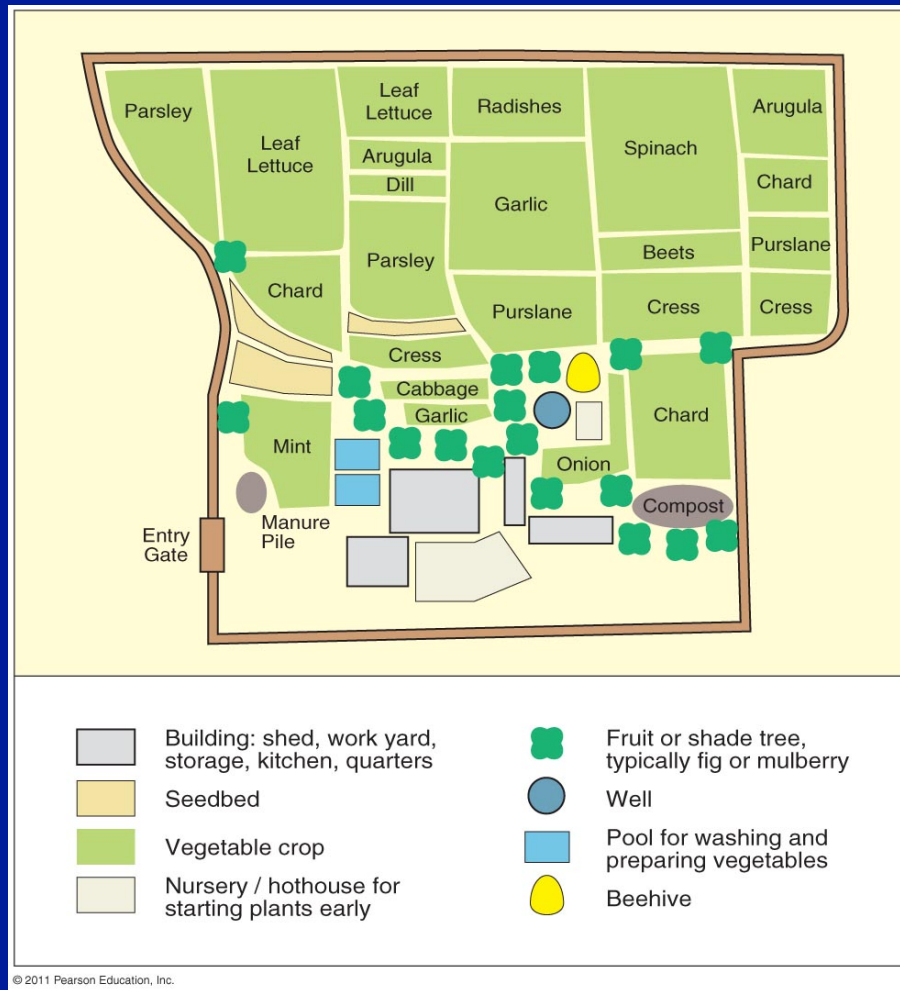 Parsley
Leaf
Lettuce
Leaf
Lettuce
Radishes
Spinach
Arugula
Arugula
Dill
Garlic
Chard
Parsley
Beets
Purslane
Chard
Purslane
Cress
Cress
Cress
Cabbage
Garlic
Chard
Mint
Onion
Compost
Manure
Pile
Entry
Gate
Building: shed, work yard,
storage, kitchen, quarters
Seedbed
Vegetable crop
Nursery / hothouse for
starting plants early
Fruit or shade tree,
typically fig or mulberry
Well
Pool for washing and
preparing vegetables
Beehive
© 2011 Pearson Education, Inc.